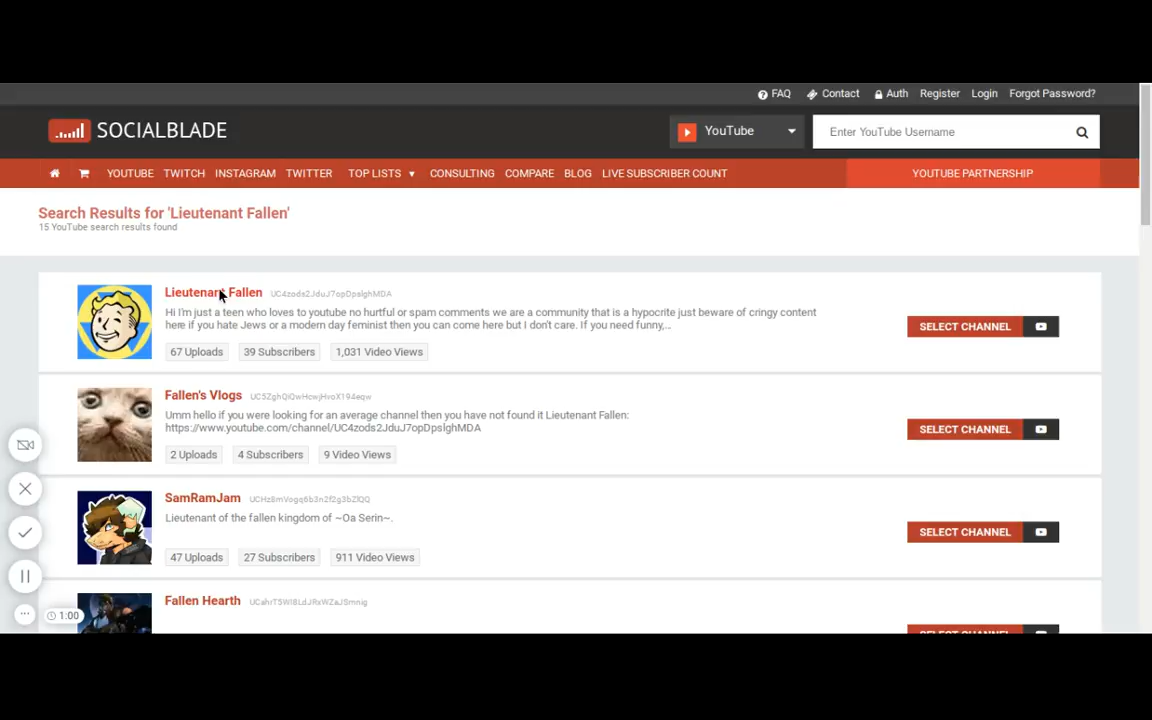 FAQ Contact Auth Register Login Forgot Password?
SOCIALBLADE YouTube Enter YouTube Username
YOUTUBE TWITCH INSTAGRAM TWITTER TOP LISTS CONSULTING COMPARE BLOG LIVE SUBSCRIBER COUNT YOUTUBE PARTNERSHIP
Search Results for 'Lieutenant Fallen'
15 YouTube search results found
Lieutenant Fallen UC4zods2JduJ7opDpslghMDA
Hi I'm just a teen who loves to youtube no hurtful or spam comments we are a community that is a hypocrite just beware of cringy content
here if you hate Jews or a modern day feminist then you can come here but I don't care. If you need funny,...
SELECT CHANNEL
67 Uploads 39 Subscribers 1,031 Video Views
Fallen's Vlogs UC5ZghQiQwHcwjHvoX194eqw
Umm hello if you were looking for an average channel then you have not found it Lieutenant Fallen:
https://www.youtube.com/channel/UC4zods2JduJ7opDpslghMDA
SELECT CHANNEL
2 Uploads 4 Subscribers 9 Video Views
SamRamJam UCHz8mVogq6b3n2f2g3bZlQQ
Lieutenant of the fallen kingdom of ~Oa Serin~.
SELECT CHANNEL
47 Uploads 27 Subscribers 911 Video Views
Fallen Hearth UCahrT5WI8LdJRxWZaJSmnig
SELECT CHANNEL
1:00